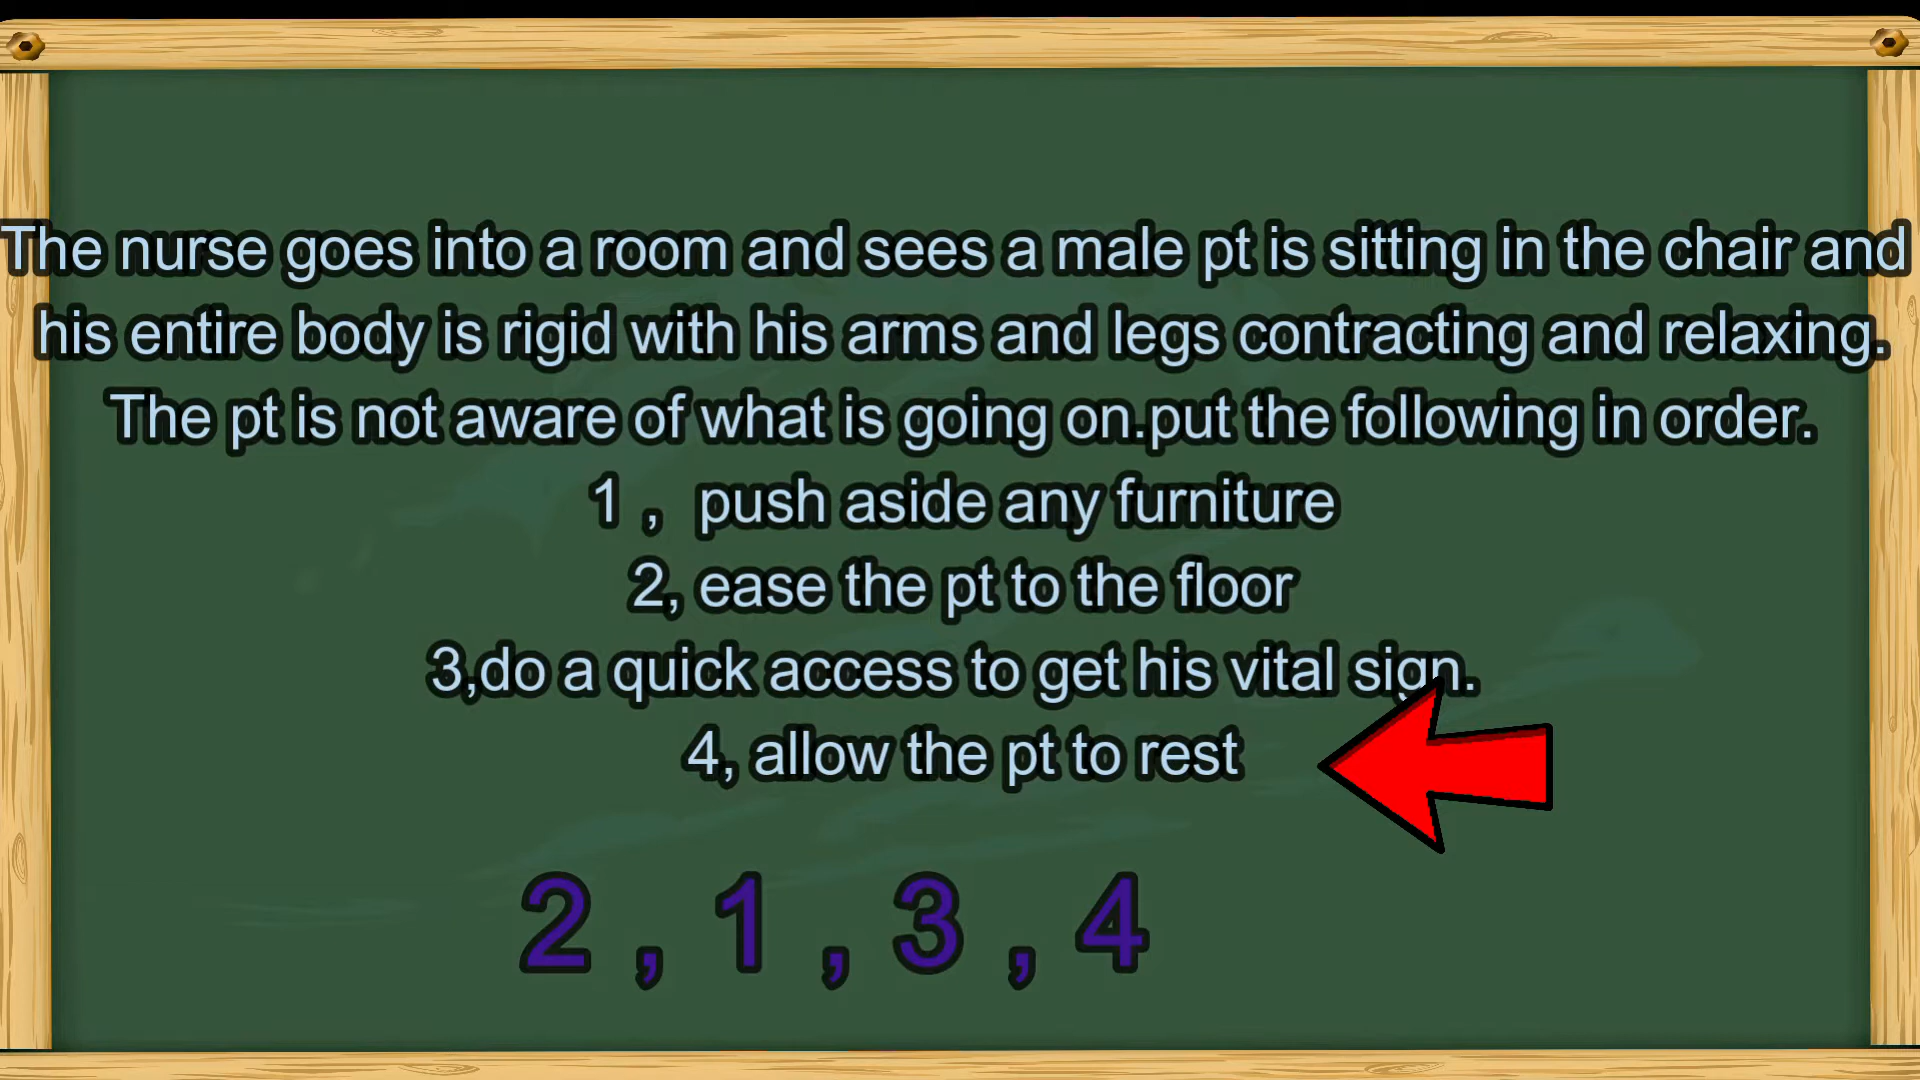 The nurse goes into a room and sees a male pt is sitting in the chair and
his entire body is rigid with his arms and legs contracting and relaxing.
The pt is not aware of what is going on.put the following in order.
1 ,  push aside any furniture
2, ease the pt to the floor
3,do a quick access to get his vital sign.
4, allow the pt to rest
2 , 1 , 3 , 4